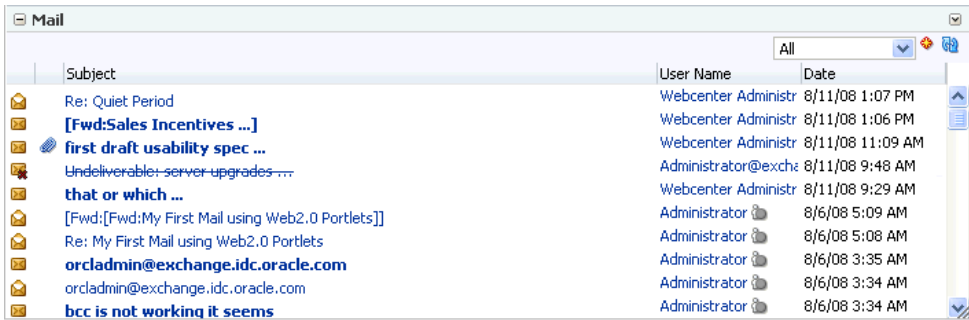 Mail
All
Subject User Name Date
Re: Quiet Period Webcenter Administr 8/11/08 1:07 PM
[Fwd:Sales Incentives ...] Webcenter Administr 8/11/08 1:06 PM
first draft usability spec ... Webcenter Administr 8/11/08 11:09 AM
Undeliverable: server upgrades ... Administrator@excha 8/11/08 9:48 AM
that or which ... Webcenter Administr 8/11/08 9:29 AM
[Fwd:[Fwd:My First Mail using Web2.0 Portlets]] Administrator 8/6/08 5:09 AM
Re: My First Mail using Web2.0 Portlets Administrator 8/6/08 5:08 AM
orcladmin@exchange.idc.oracle.com Administrator 8/6/08 3:35 AM
orcladmin@exchange.idc.oracle.com Administrator 8/6/08 3:34 AM
bcc is not working it seems Administrator 8/6/08 3:34 AM